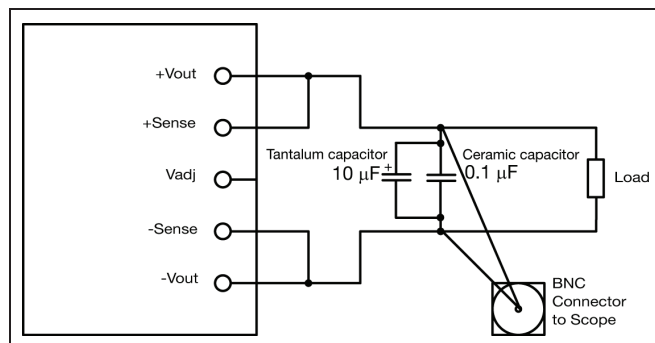 +Vout
+Sense
Vadj
-Sense
-Vout
Tantalum capacitor
10 μF
+
Ceramic capacitor
0.1 μF
Load
BNC
Connector
to Scope